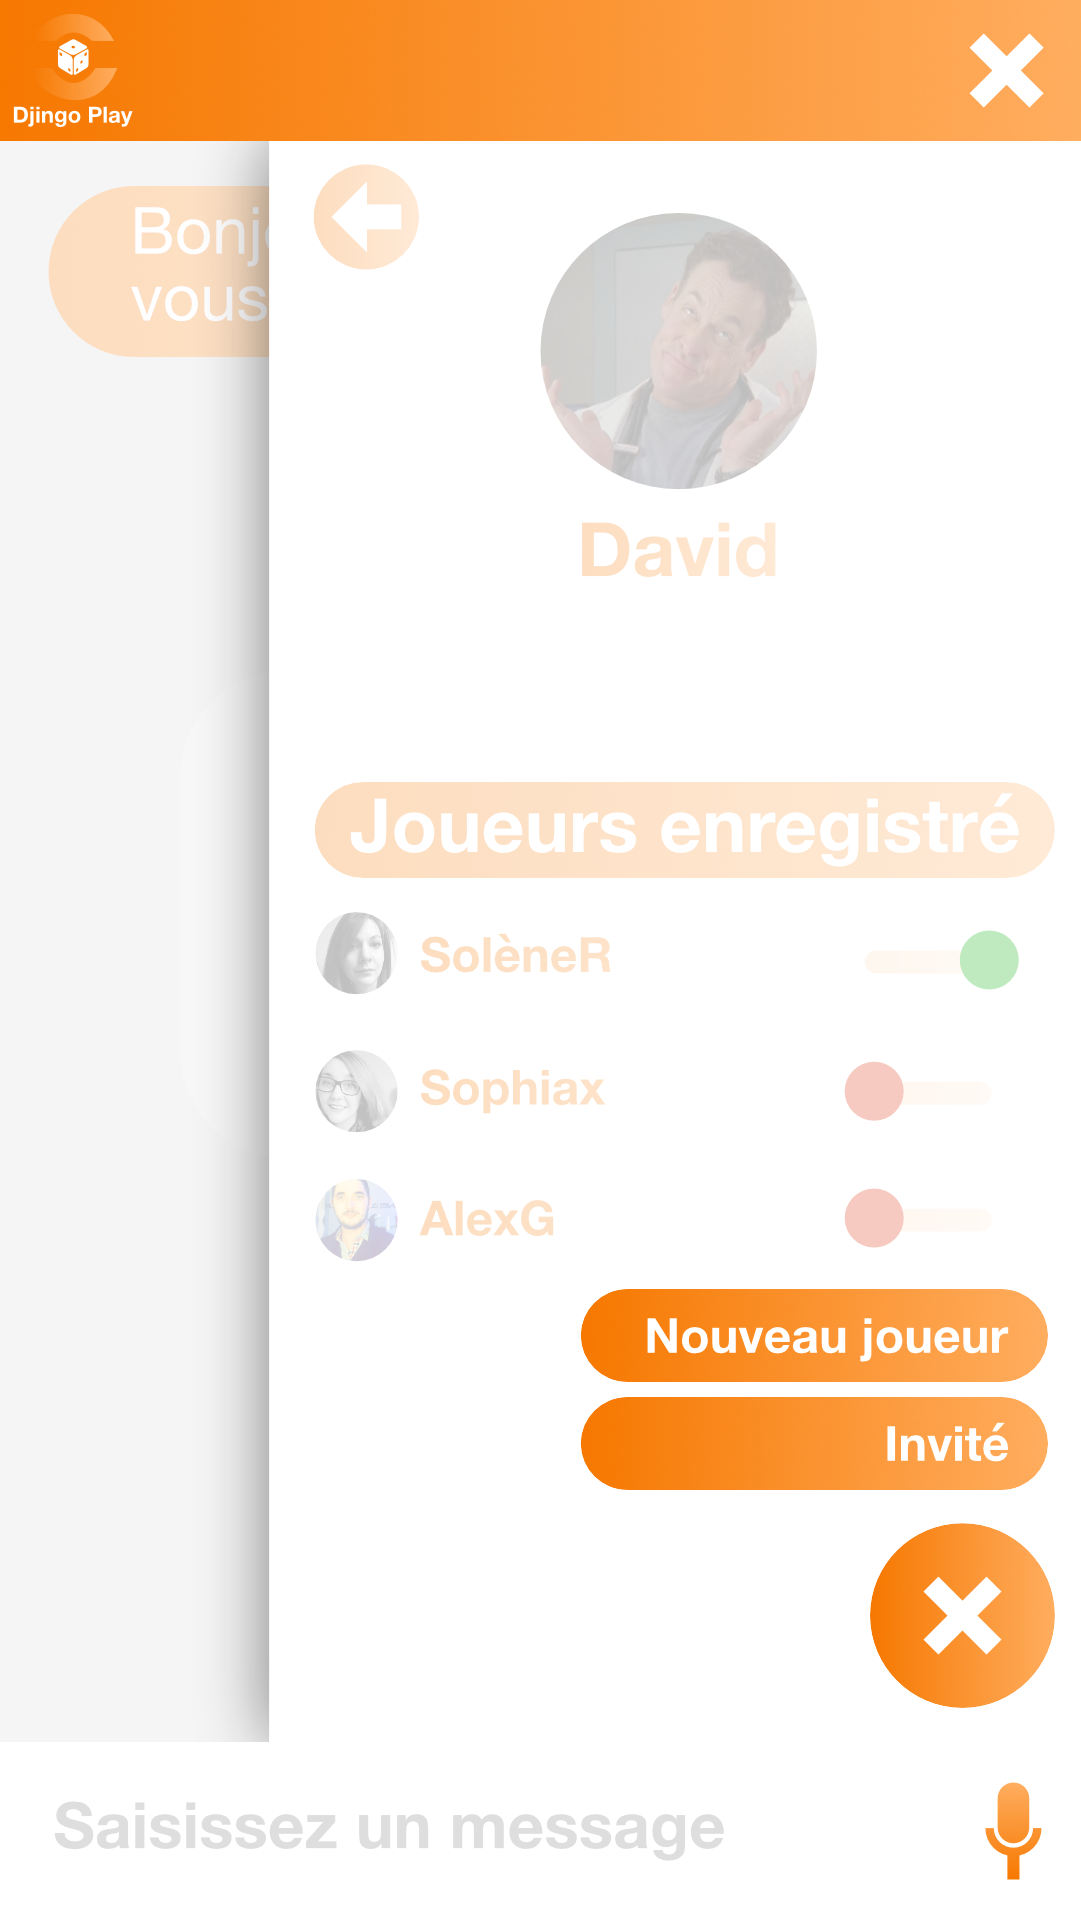 Djingo Play
Bonj
vous
David
Joueurs enregistré
SolèneR
Sophiax
AlexG
Nouveau joueur
Invité
Saisissez un message